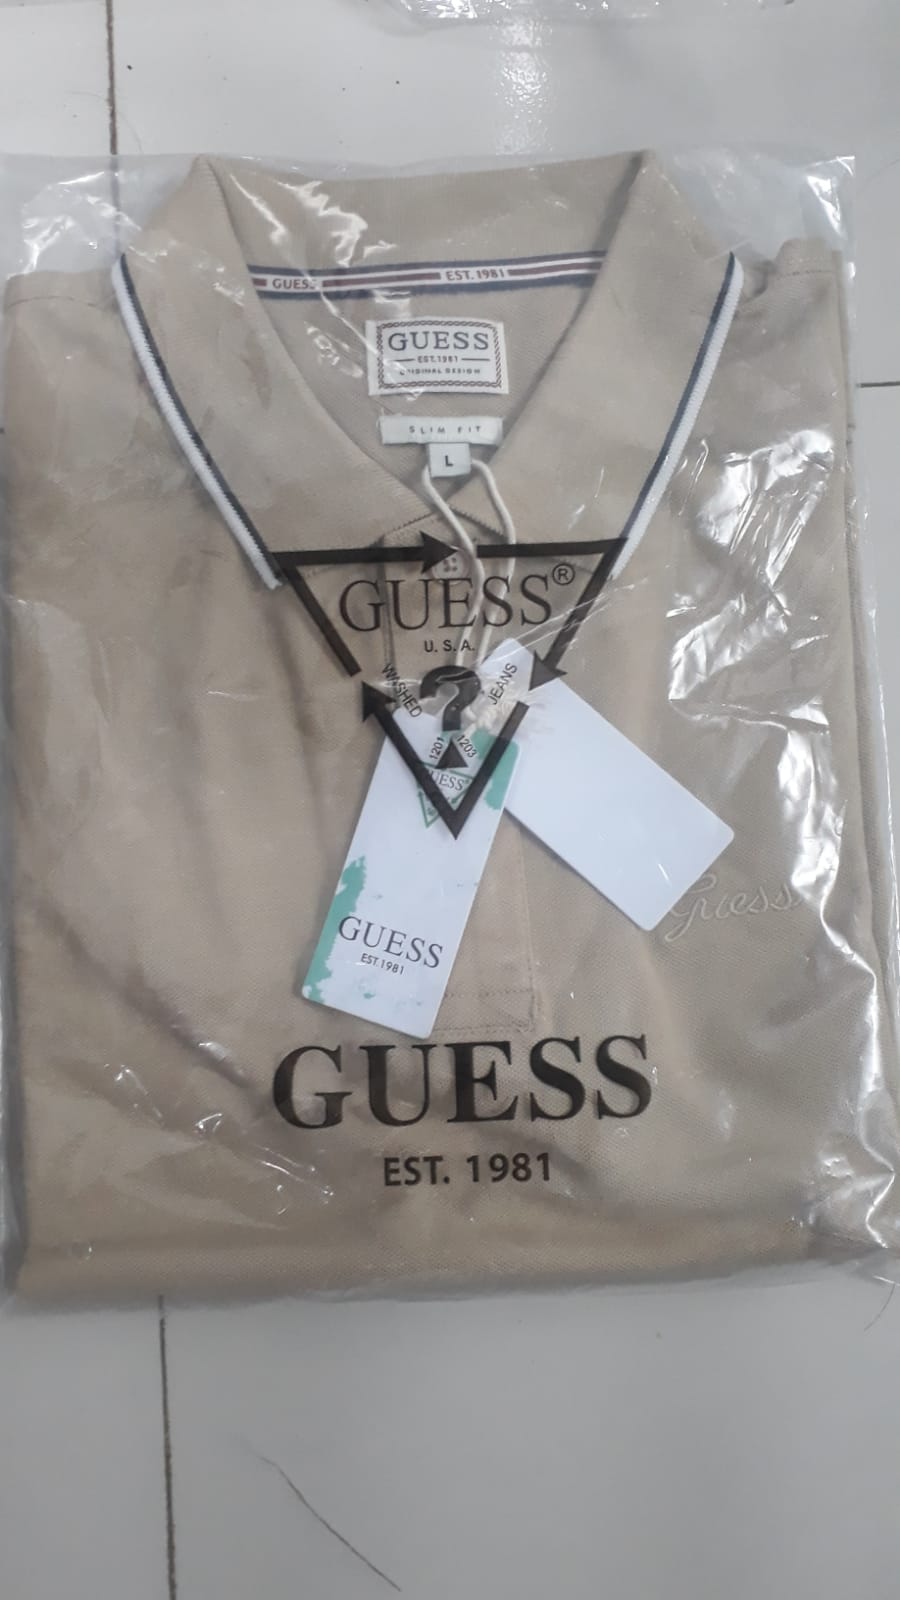 GUESS
EST. 1981
GUESS
EST.1981
ORIGINAL DESIGN
SLIM FIT
L
GUESS®
U.S.A.
WASHED
?
JEANS
1201
1203
GUESS
Guess
GUESS
EST.1981
GUESS
EST. 1981